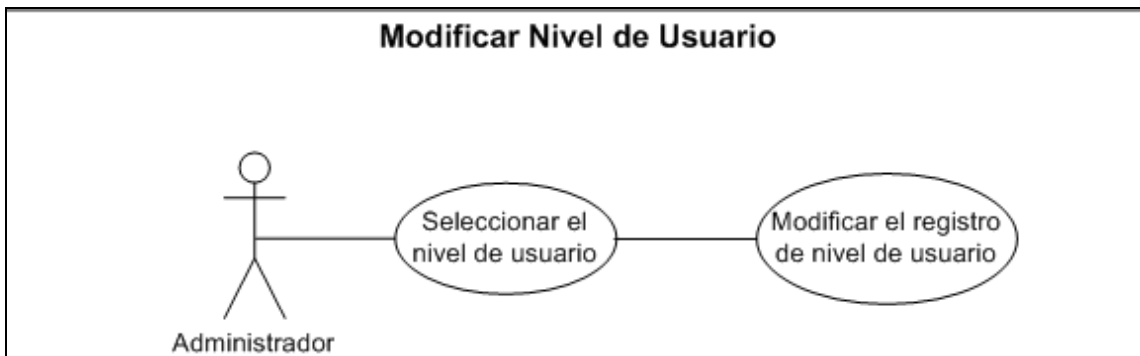 Modificar Nivel de Usuario
Seleccionar el
nivel de usuario
Modificar el registro
de nivel de usuario
Administrador